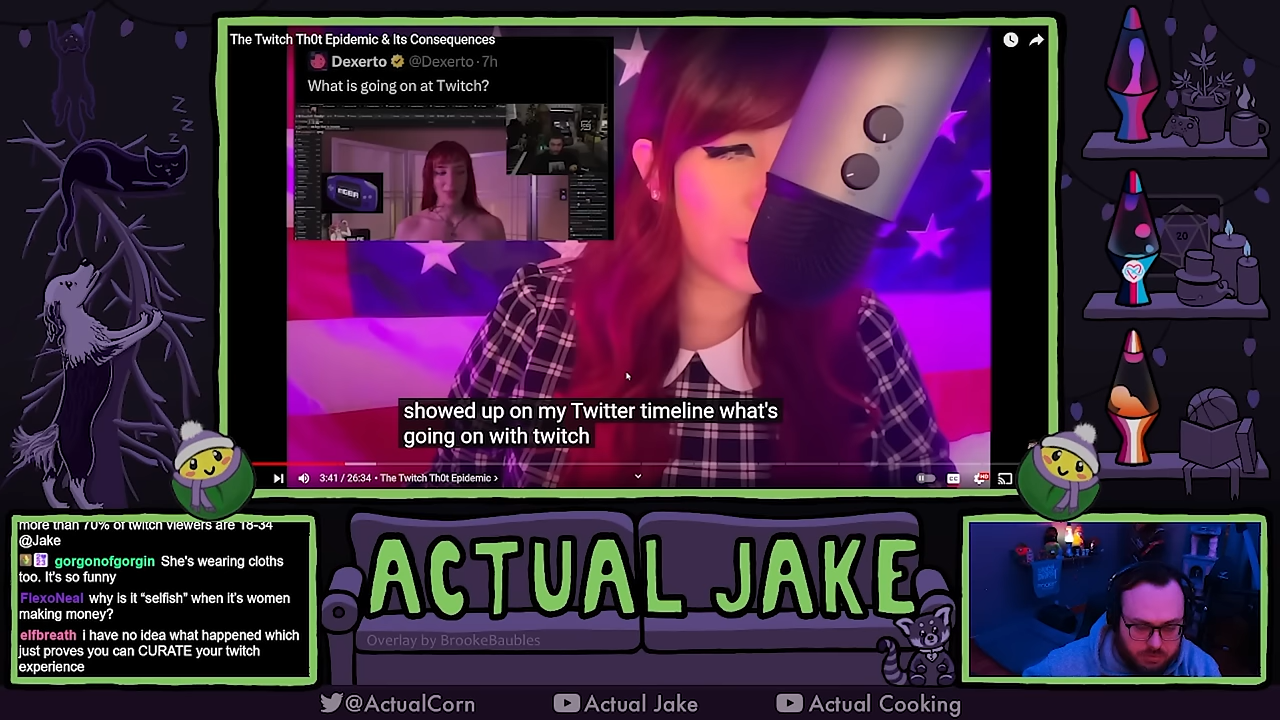 The Twitch Th0t Epidemic & Its Consequences
Dexerto @Dexerto · 7h
What is going on at Twitch?
showed up on my Twitter timeline what's
going on with twitch
3:41 / 26:34 • The Twitch Th0t Epidemic >
CC
HD
20
more than 70% of twitch viewers are 18-34
@Jake
gorgonofgorgin She's wearing cloths
too. It's so funny
FlexoNeal why is it “selfish” when it's women
making money?
elfbreath i have no idea what happened which
just proves you can CURATE your twitch
experience
ACTUAL JAKE
Overlay by BrookeBaubles
@ActualCorn
Actual Jake
Actual Cooking